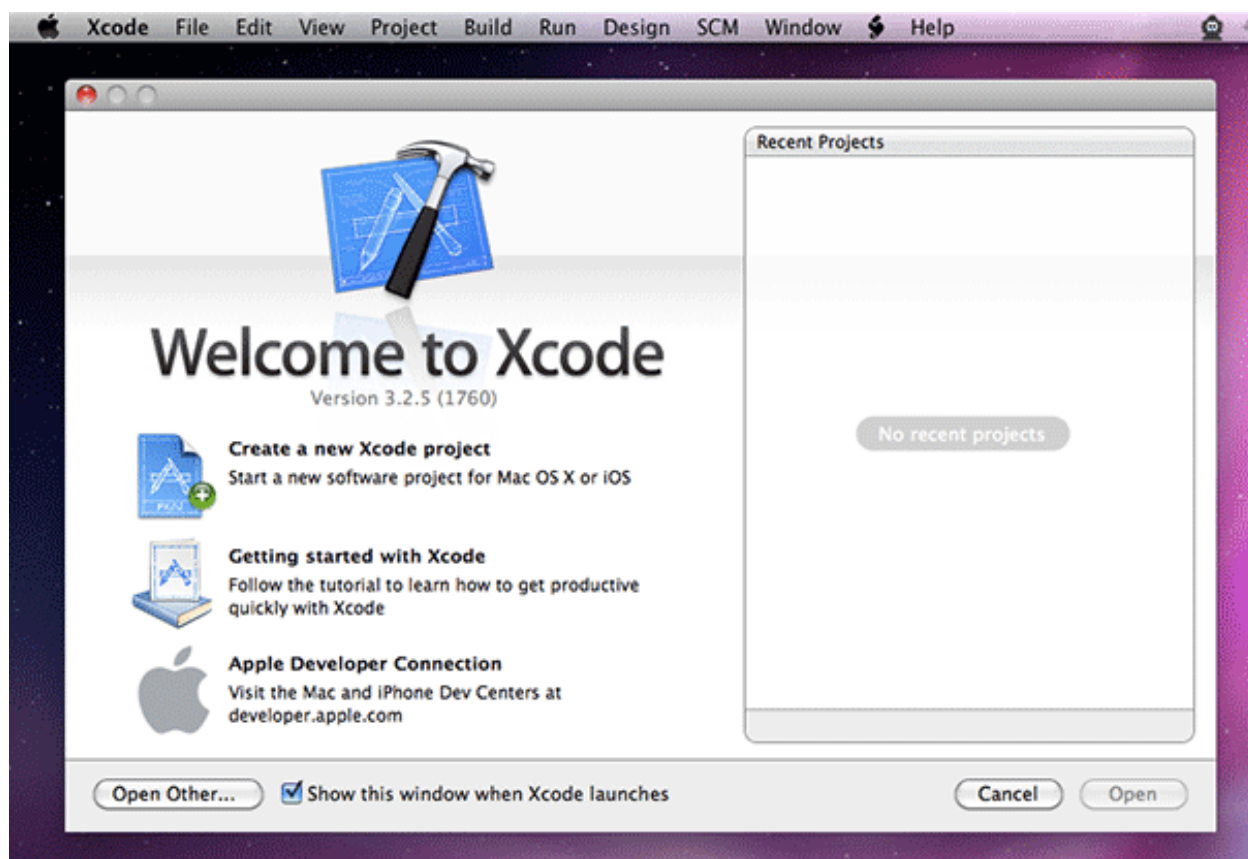 Xcode File Edit View Project Build Run Design SCM Window Help
Recent Projects
Welcome to Xcode
Version 3.2.5 (1760)
No recent projects
Create a new Xcode project
Start a new software project for Mac OS X or iOS
Getting started with Xcode
Follow the tutorial to learn how to get productive
quickly with Xcode
Apple Developer Connection
Visit the Mac and iPhone Dev Centers at
developer.apple.com
Open Other...
Show this window when Xcode launches
Cancel
Open